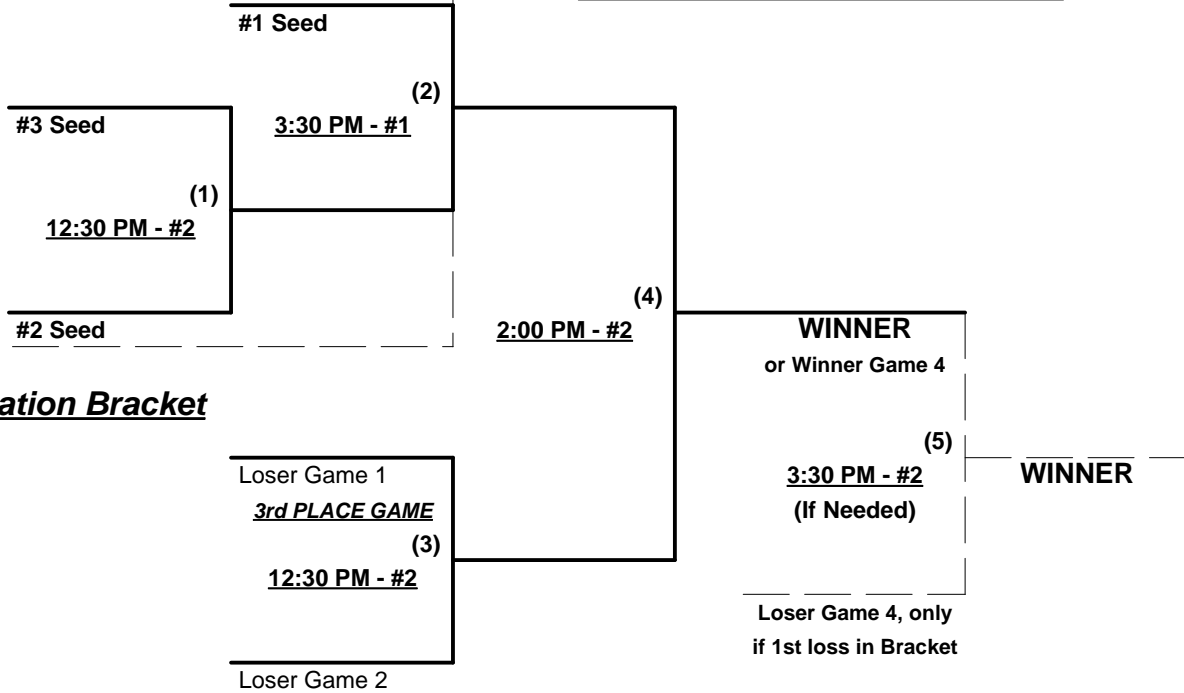 #1 Seed
(2)
#3 Seed
3:30 PM - #1
(1)
12:30 PM - #2
(4)
#2 Seed
2:00 PM - #2
WINNER
or Winner Game 4
ation Bracket
(5)
Loser Game 1
3:30 PM - #2
WINNER
3rd PLACE GAME
(If Needed)
(3)
12:30 PM - #2
Loser Game 4, only
if 1st loss in Bracket
Loser Game 2